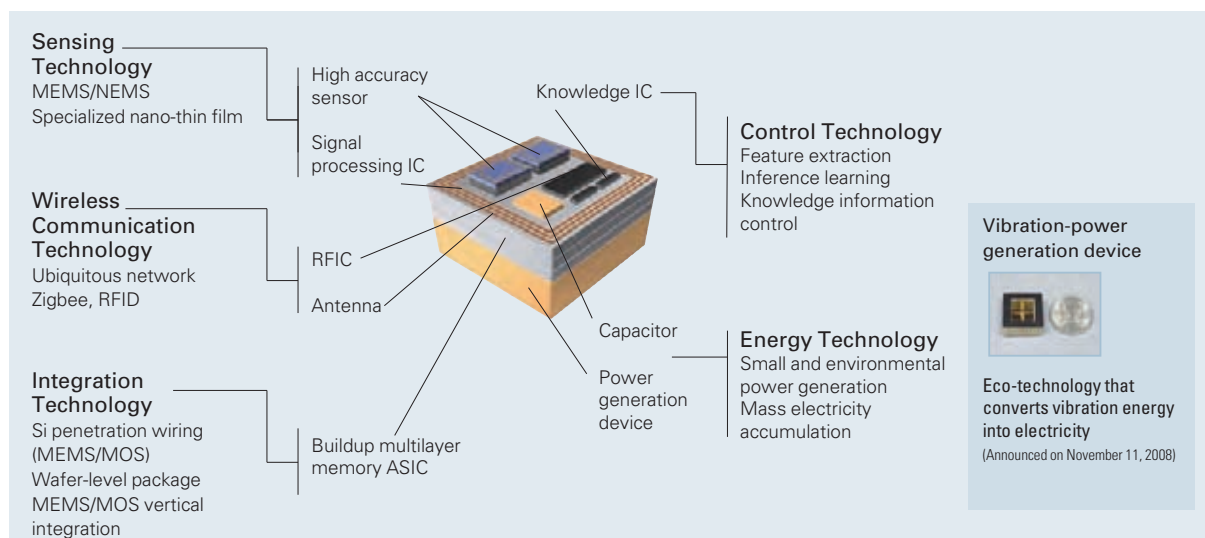 Sensing
Technology
MEMS/NEMS
Specialized nano-thin film
High accuracy
sensor
Signal
processing IC
Wireless
Communication
Technology
Ubiquitous network
Zigbee, RFID
RFIC
Antenna
Integration
Technology
Si penetration wiring
(MEMS/MOS)
Wafer-level package
MEMS/MOS vertical
integration
Buildup multilayer
memory ASIC
Knowledge IC
Control Technology
Feature extraction
Inference learning
Knowledge information
control
Capacitor
Power
generation
device
Energy Technology
Small and environmental
power generation
Mass electricity
accumulation
Vibration-power
generation device
Eco-technology that
converts vibration energy
into electricity
(Announced on November 11, 2008)